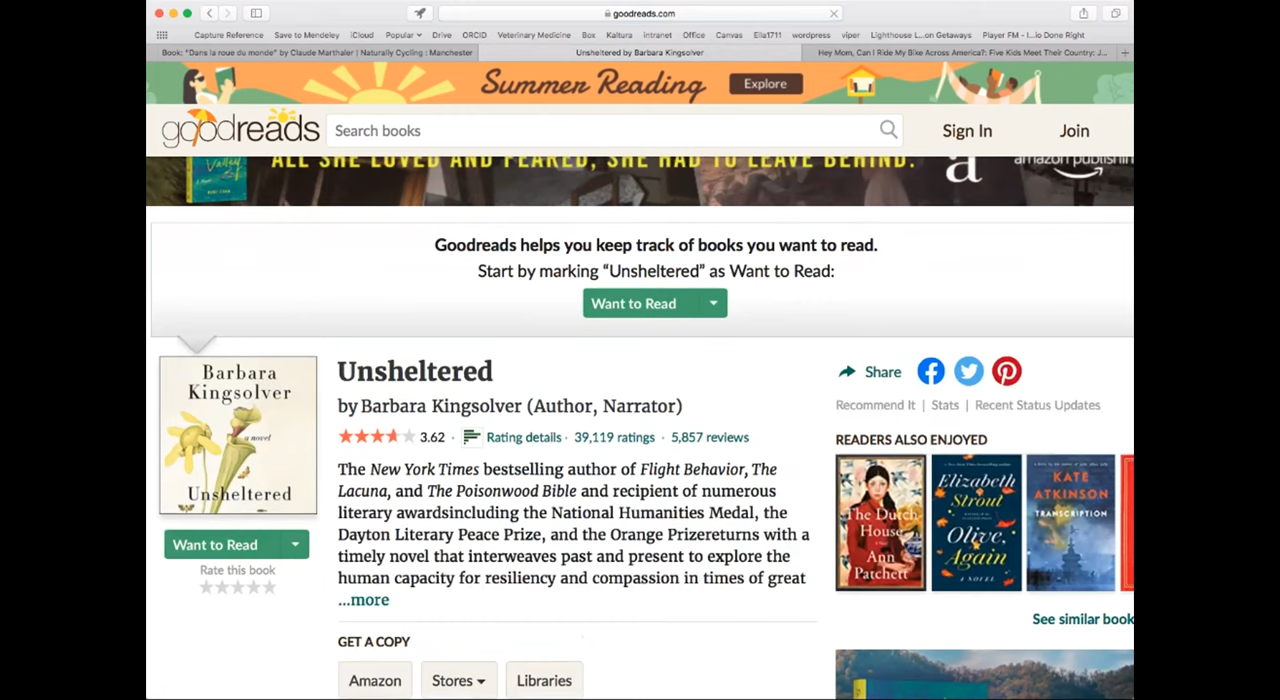 goodreads.com
Capture Reference Save to Mendeley iCloud Popular Drive ORCID Veterinary Medicine Box Kaltura intranet Office Canvas Ella1711 wordpress viper Lighthouse L...on Getaways Player FM - I...io Done Right
Book: "Dans la roue du monde" by Claude Marthaler | Naturally Cycling : Manchester
Unsheltered by Barbara Kingsolver
Hey Mom, Can I Ride My Bike Across America?: Five Kids Meet Their Country: J...
Summer Reading
Explore
goodreads
Search books
Sign In
Join
ALL SHE LOVED AND FEARED, SHE HAD TO LEAVE BEHIND.
a
amazon publishin
Valley
Goodreads helps you keep track of books you want to read.
Start by marking “Unsheltered” as Want to Read:
Want to Read
Barbara
Kingsolver
a novel
Unsheltered
Want to Read
Rate this book
Unsheltered
by Barbara Kingsolver (Author, Narrator)
3.62 · Rating details · 39,119 ratings · 5,857 reviews
The New York Times bestselling author of Flight Behavior, The
Lacuna, and The Poisonwood Bible and recipient of numerous
literary awardsincluding the National Humanities Medal, the
Dayton Literary Peace Prize, and the Orange Prizereturns with a
timely novel that interweaves past and present to explore the
human capacity for resiliency and compassion in times of great
...more
GET A COPY
Amazon
Stores
Libraries
Share
Recommend It | Stats | Recent Status Updates
READERS ALSO ENJOYED
The Dutch
House
Ann
Patchett
Elizabeth
Strout
Olive,
Again
A NOVEL
KATE
ATKINSON
TRANSCRIPTION
See similar book